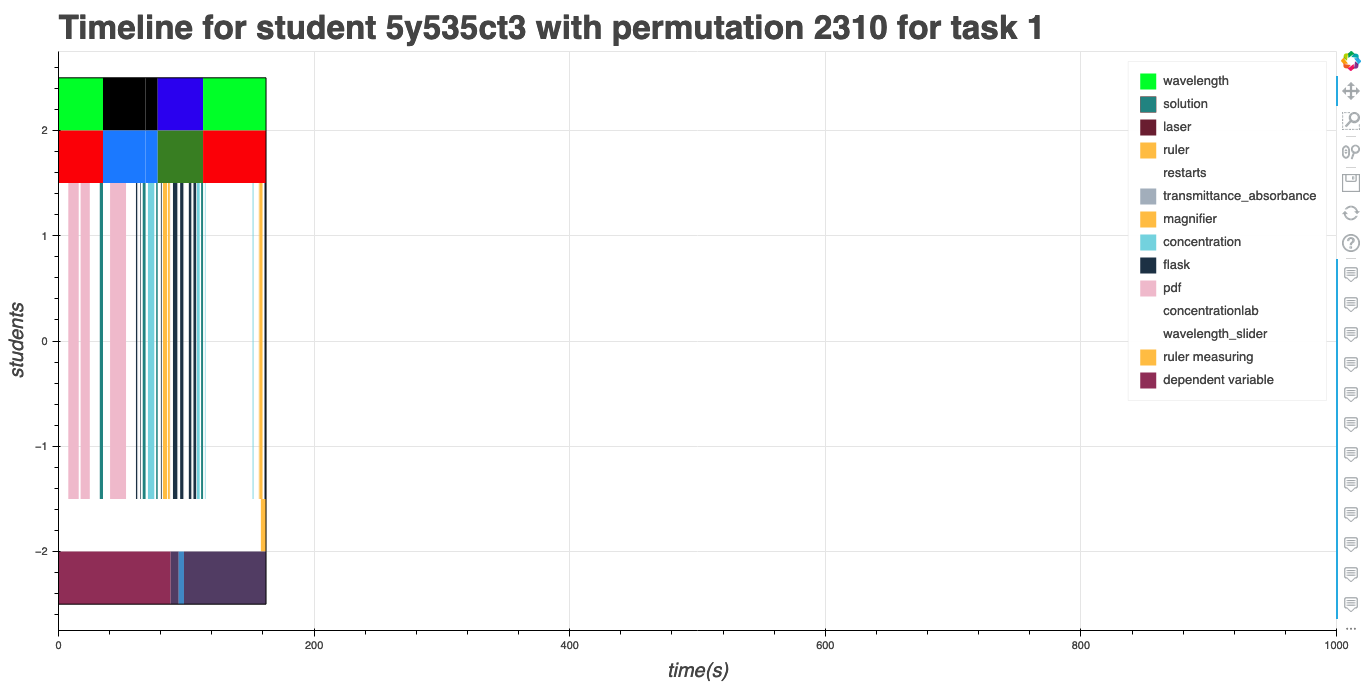 Timeline for student 5y535ct3 with permutation 2310 for task 1
wavelength
solution
laser
ruler
restarts
transmittance_absorbance
magnifier
concentration
flask
pdf
concentrationlab
wavelength_slider
ruler measuring
dependent variable
students
2
1
0
−1
−2
0
200
400
600
800
1000
time(s)